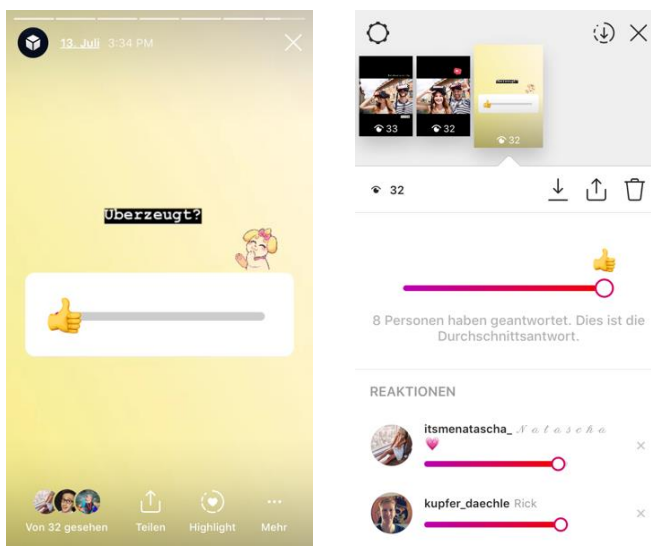 13. Juli 3:34 PM
Überzeugt?
Von 32 gesehen
Teilen
Highlight
Mehr
33
32
Überzeugt?
32
32
8 Personen haben geantwortet. Dies ist die
Durchschnittsantwort.
REAKTIONEN
itsmenatascha_ 𝒩 𝒶 𝓉 𝒶 𝓈 𝒸 𝒽 𝒶
kupfer_daechle Rick